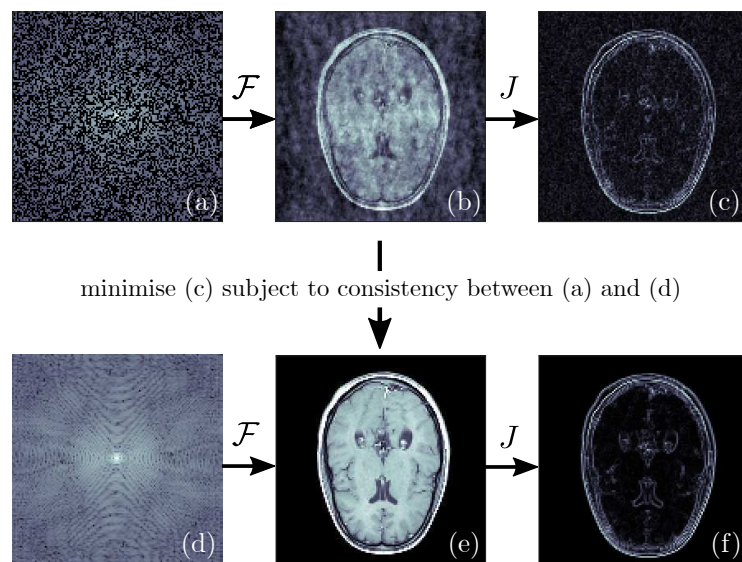 F J
(a) (b) (c)
minimise (c) subject to consistency between (a) and (d)
F J
(d) (e) (f)